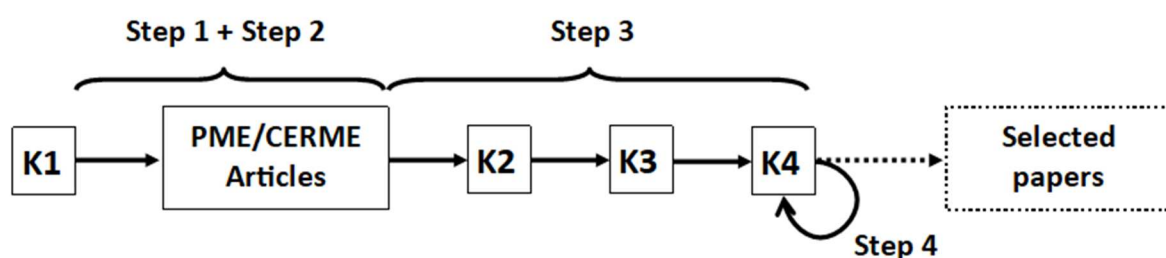 Step 1 + Step 2
Step 3
K1
PME/CERME
Articles
K2
K3
K4
Selected
papers
Step 4